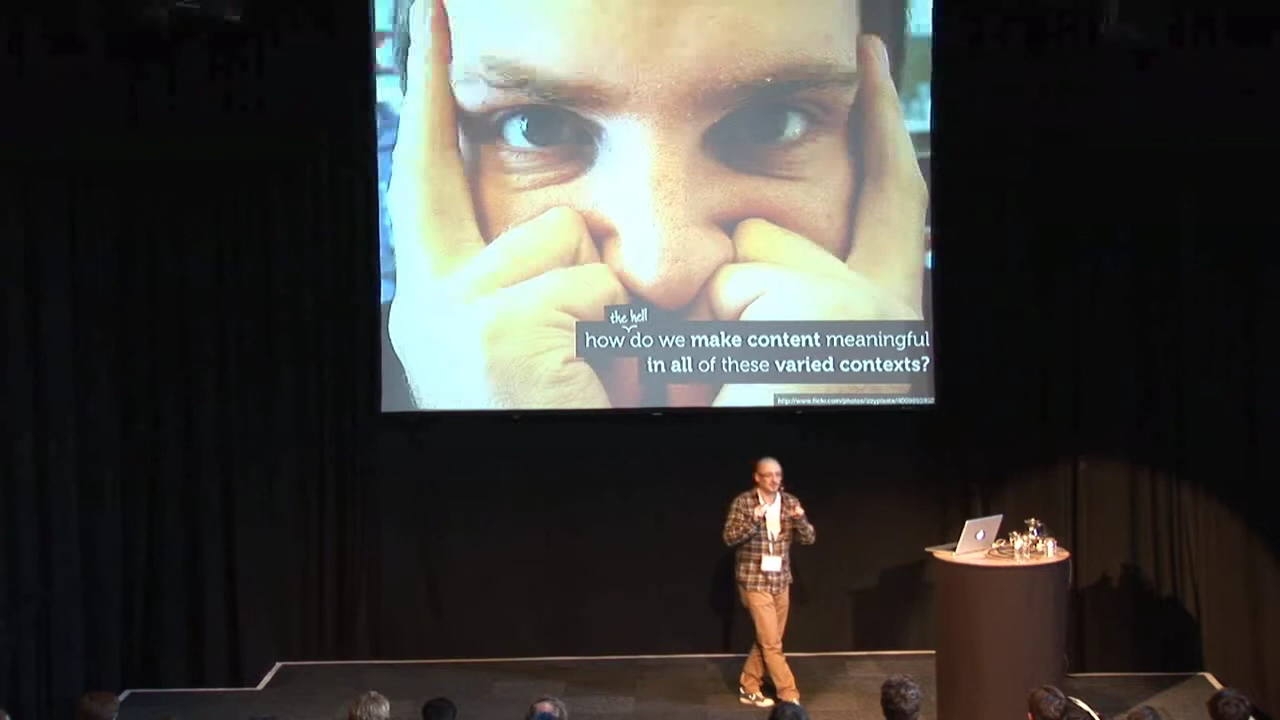 the hell
how do we make content meaningful
in all of these varied contexts?